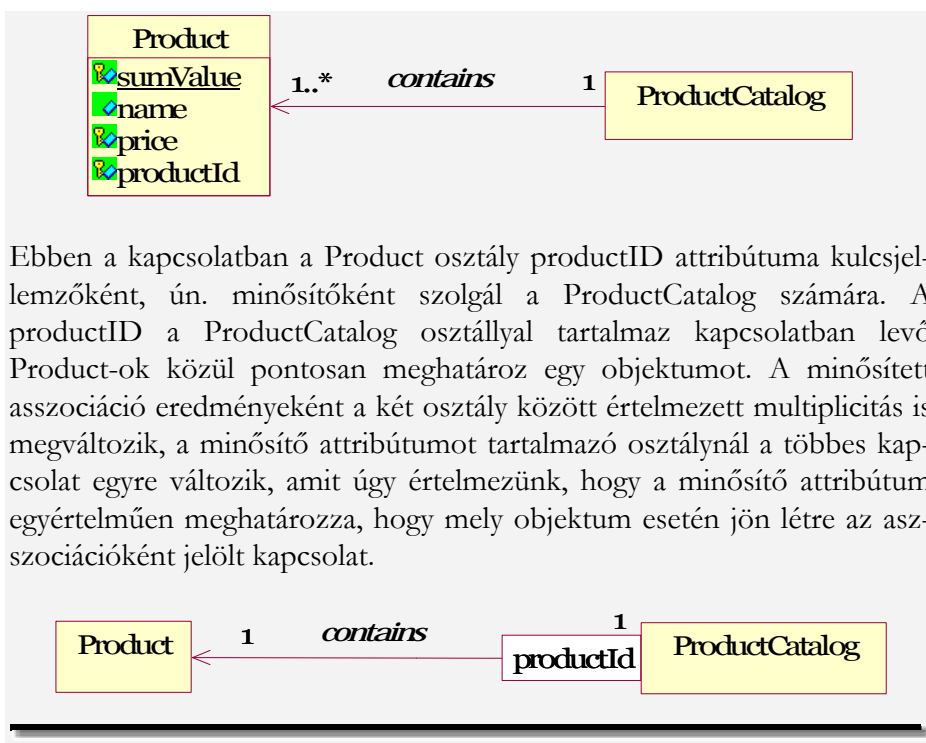 Product
sumValue
name
price
productId
1..* contains 1
ProductCatalog
Ebben a kapcsolatban a Product osztály productID attribútuma kulcsjel-
lemzőként, ún. minősítőként szolgál a ProductCatalog számára. A
productID a ProductCatalog osztállyal tartalmaz kapcsolatban levő
Product-ok közül pontosan meghatároz egy objektumot. A minősített
asszociáció eredményeként a két osztály között értelmezett multiplicitás is
megváltozik, a minősítő attribútumot tartalmazó osztálynál a többes kap-
csolat egyre változik, amit úgy értelmezünk, hogy a minősítő attribútum
egyértelműen meghatározza, hogy mely objektum esetén jön létre az asz-
szociációként jelölt kapcsolat.
Product
1 contains 1
productId
ProductCatalog